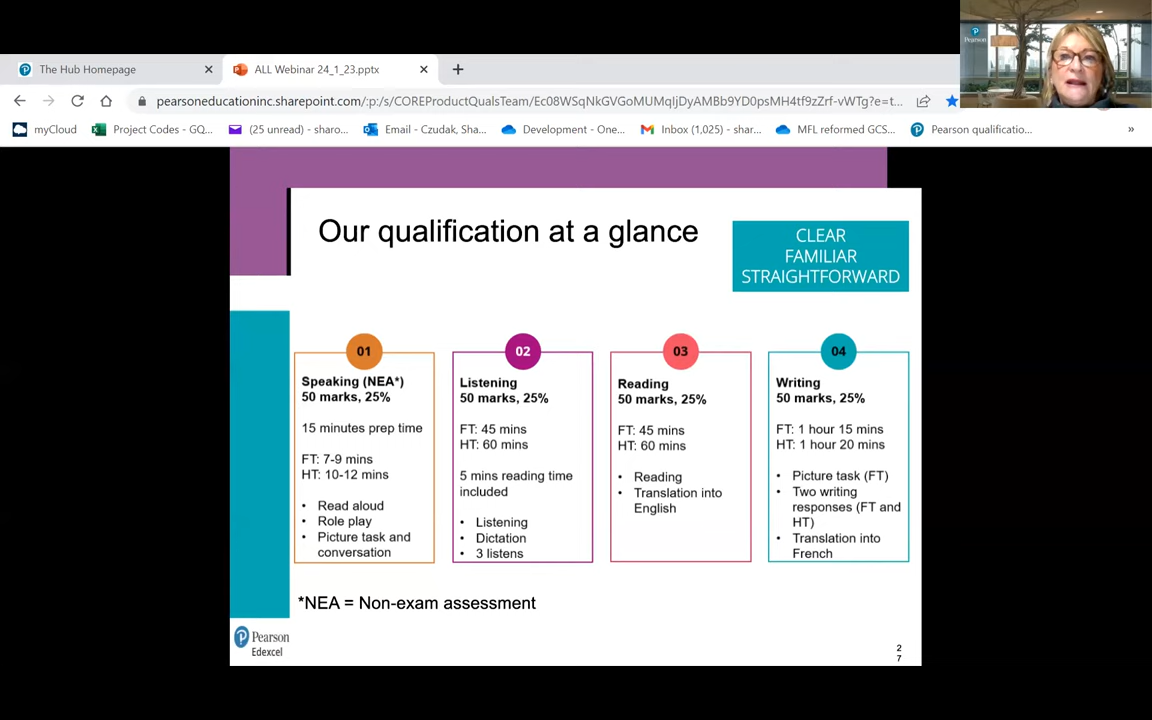 Pearson
The Hub Homepage
ALL Webinar 24_1_23.pptx
pearsoneducationinc.sharepoint.com/:p:/s/COREProductQualsTeam/Ec08WSqNkGVGoMUMqIjDyAMBb9YD0psMH4tf9zZrf-vWTg?e=t...
myCloud
Project Codes - GQ...
(25 unread) - sharo...
Email - Czudak, Sha...
Development - One...
Inbox (1,025) - shar...
MFL reformed GCS...
Pearson qualificatio...
»
Our qualification at a glance
CLEAR
FAMILIAR
STRAIGHTFORWARD
01
Speaking (NEA*)
50 marks, 25%
15 minutes prep time
FT: 7-9 mins
HT: 10-12 mins
• Read aloud
• Role play
• Picture task and
conversation
02
Listening
50 marks, 25%
FT: 45 mins
HT: 60 mins
5 mins reading time
included
• Listening
• Dictation
• 3 listens
03
Reading
50 marks, 25%
FT: 45 mins
HT: 60 mins
• Reading
• Translation into
English
04
Writing
50 marks, 25%
FT: 1 hour 15 mins
HT: 1 hour 20 mins
• Picture task (FT)
• Two writing
responses (FT and
HT)
• Translation into
French
*NEA = Non-exam assessment
Pearson
Edexcel
2
7